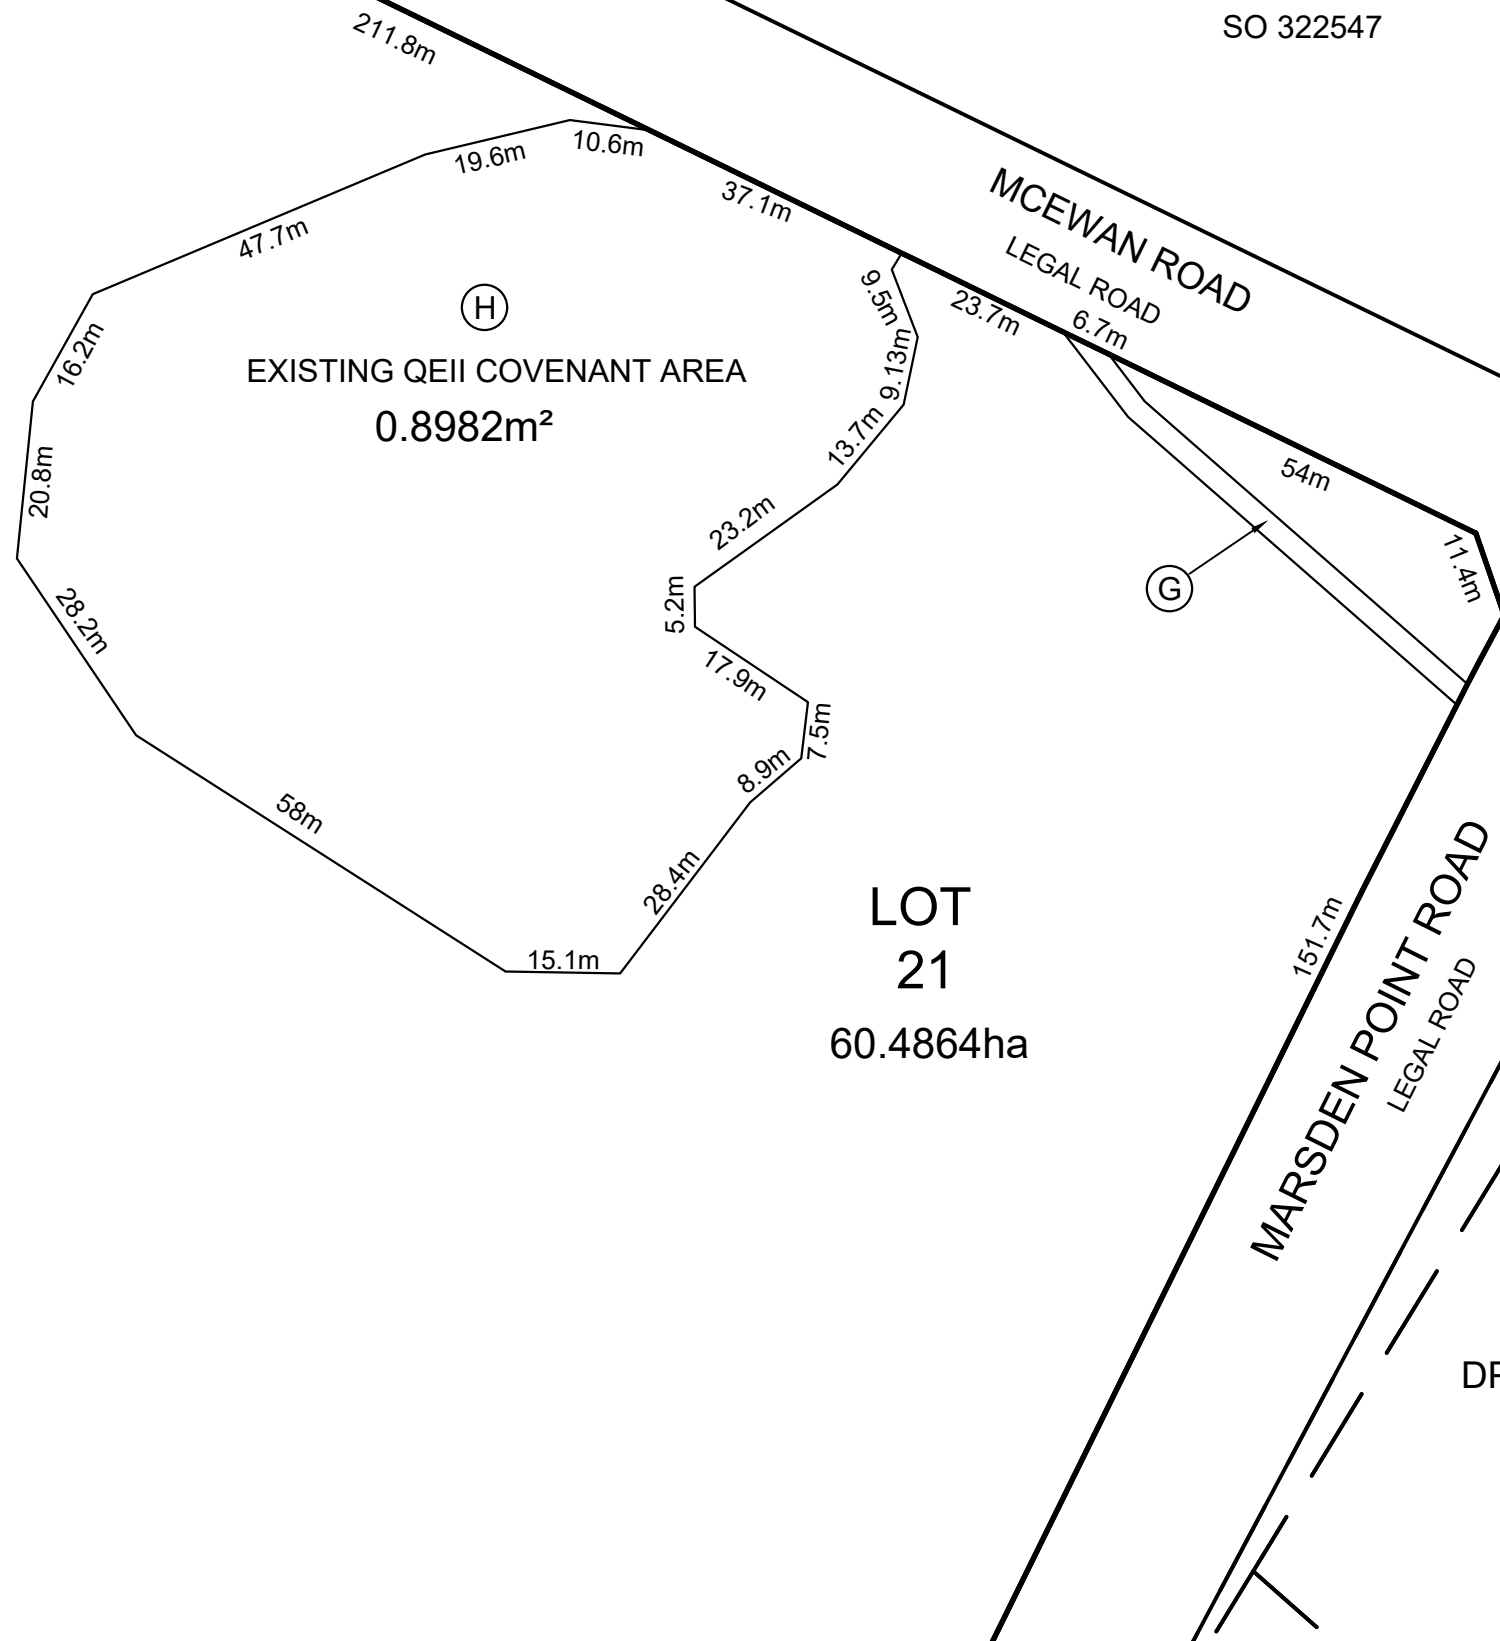 SO 322547
211.8m
10.6m
19.6m
37.1m
47.7m
MCEWAN ROAD
LEGAL ROAD
9.5m
23.7m
6.7m
H
16.2m
EXISTING QEII COVENANT AREA
0.8982m²
9.13m
13.7m
20.8m
54m
23.2m
11.4m
G
5.2m
28.2m
17.9m
7.5m
8.9m
58m
28.4m
15.1m
LOT
21
60.4864ha
151.7m
MARSDEN POINT ROAD
LEGAL ROAD